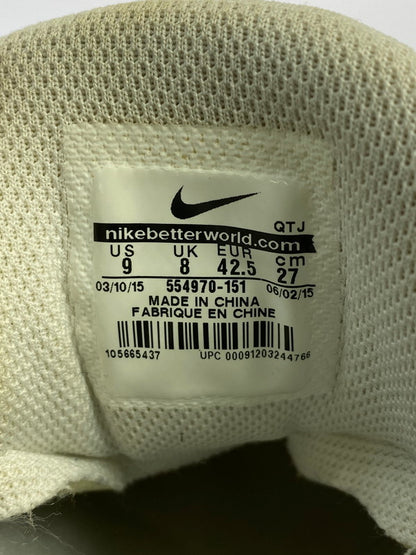 QTJ
nikebetterworld.com
US UK EUR cm
9 8 42.5 27
03/10/15 554970-151 06/02/15
MADE IN CHINA
FABRIQUE EN CHINE
105665437 UPC 00091203244766